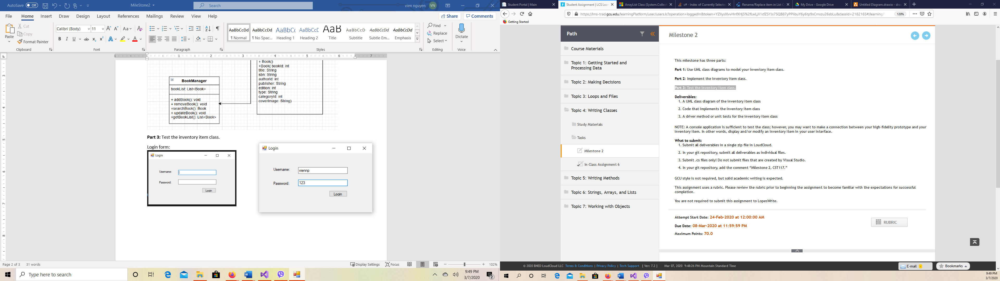 AutoSave Off
MileStone2
Search
vien nguyen VN
File Home Insert Draw Design Layout References Mailings Review View Help
Share Comments
Paste
Cut
Copy
Format Painter
Clipboard
Calibri (Body) 11
Font
Paragraph
AaBbCcDd AaBbCcDd AaBbCc AaBbCcC AaB AaBbCcD AaBbCcDd AaBbCcDd
¶ Normal ¶ No Spac... Heading 1 Heading 2 Title Subtitle Subtle Em... Emphasis
Styles
Find
Replace
Select
Editing
Dictate
Voice
+ Book()
+Book( bookId: int
title: String
sbn: String
authorId: int
publisher: String
edition: int
type: String
categoryId: int
coverImage: String)
BookManager
bookList: List<Book>
+ addBook(): void
+ removeBook(): void
+searchBook(): Book
+ updateBook(): void
+getBookList(): List<Book>
Part 3: Test the inventory item class.
Login form:
Login
Username:
Password:
Login
Login
Username: viennp
Password: 123
Login
Page 2 of 3 31 words
Display Settings Focus 102%
Type here to search
9:49 PM
3/7/2020
2
Student Portal | Main
Student Assignment | LCS Lear
ArrayList Class (System.Collect
c# - Index of Currently Selecte
Rename/Replace item in List C
My Drive - Google Drive
Untitled Diagram.drawio - dra
120%
Getting Started
Path
Course Materials
Topic 1: Getting Started and
Processing Data
Topic 2: Making Decisions
Topic 3: Loops and Files
Topic 4: Writing Classes
Study Materials
Tasks
Milestone 2
In-Class Assignment 6
Topic 5: Writing Methods
Topic 6: Strings, Arrays, and Lists
Topic 7: Working with Objects
Milestone 2
This milestone has three parts:
Part 1: Use UML class diagrams to model your inventory item class.
Part 2: Implement the inventory item class.
Part 3: Test the inventory item class.
Deliverables:
1. A UML class diagram of the inventory item class
2. Code that implements the inventory item class
3. A driver method or unit tests for the inventory item class
NOTE: A console application is sufficient to test the class; however, you may want to make a connection between your high-fidelity prototype and your
inventory item. In other words, display and/or modify an inventory item in your user interface.
What to submit:
1. Submit all deliverables in a single zip file in LoudCloud.
2. In your git repository, submit all deliverables as individual files.
3. Submit .cs files only! Do not submit files that are created by Visual Studio.
4. In your git repository, add the comment “Milestone 2, CST117.”
GCU style is not required, but solid academic writing is expected.
This assignment uses a rubric. Please review the rubric prior to beginning the assignment to become familiar with the expectations for successful
completion.
You are not required to submit this assignment to LopesWrite.
Attempt Start Date: 24-Feb-2020 at 12:00:00 AM
Due Date: 08-Mar-2020 at 11:59:59 PM
Maximum Points: 70.0
RUBRIC
© 2020 BNED LoudCloud LLC Terms & Conditions | Privacy Policy | Tech Support [ Ver: 7.2 ] Mar 07, 2020 9:48:26 PM Mountain Standard Time
E-mail Bookmarks
9:49 PM
3/7/2020